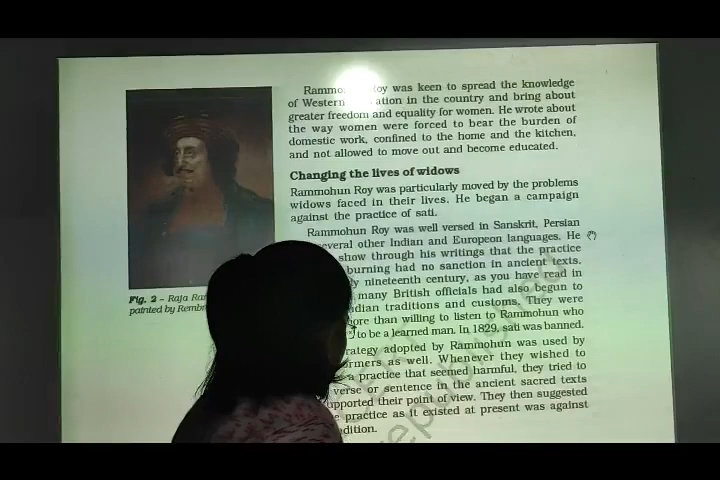 Rammo oy was keen to spread the knowledge
of Western ation in the country and bring about
greater freedom and equality for women. He wrote about
the way women were forced to bear the burden of
domestic work, confined to the home and the kitchen,
and not allowed to move out and become educated.
Changing the lives of widows
Rammohun Roy was particularly moved by the problems
widows faced in their lives. He began a campaign
against the practice of sati.
Rammohun Roy was well versed in Sanskrit, Persian
several other Indian and Europeon languages. He
show through his writings that the practice
burning had no sanction in ancient texts.
y nineteenth century, as you have read in
many British officials had also begun to
dian traditions and customs. They were
ore than willing to listen to Rammohun who
to be a learned man. In 1829, sati was banned.
rategy adopted by Rammohun was used by
rmers as well. Whenever they wished to
a practice that seemed harmful, they tried to
verse or sentence in the ancient sacred texts
upported their point of view. They then suggested
e practice as it existed at present was against
adition.
Fig. 2 – Raja Ra
painted by Rembr
republished